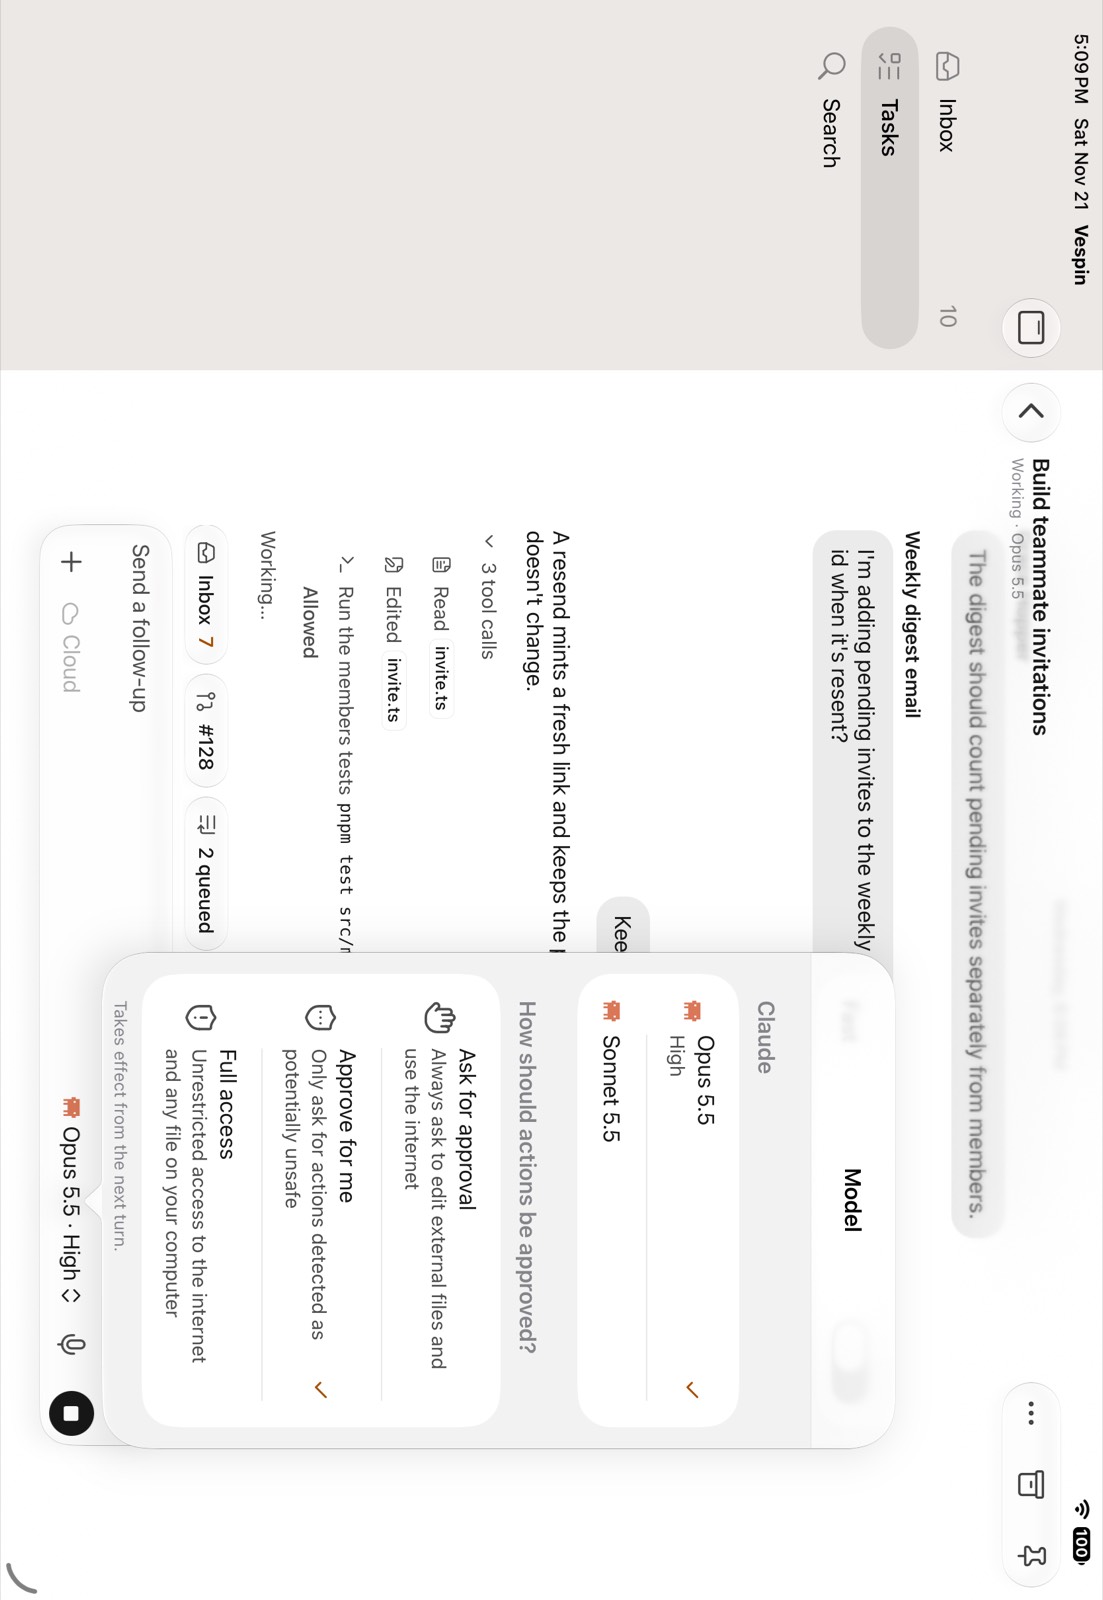 5:09 PM Sat Nov 21 Vespin
100
Inbox 10
Tasks
Search
Build teammate invitations
Working · Opus 5.5
The digest should count pending invites separately from members.
Weekly digest email
I'm adding pending invites to the weekly
id when it's resent?
Kee
A resend mints a fresh link and keeps the
doesn't change.
3 tool calls
Read invite.ts
Edited invite.ts
Run the members tests pnpm test src/
Allowed
Working...
Inbox 7
#128
2 queued
Send a follow-up
Cloud
Opus 5.5 · High
Fast
Model
Claude
Opus 5.5
High
Sonnet 5.5
How should actions be approved?
Ask for approval
Always ask to edit external files and
use the internet
Approve for me
Only ask for actions detected as
potentially unsafe
Full access
Unrestricted access to the internet
and any file on your computer
Takes effect from the next turn.